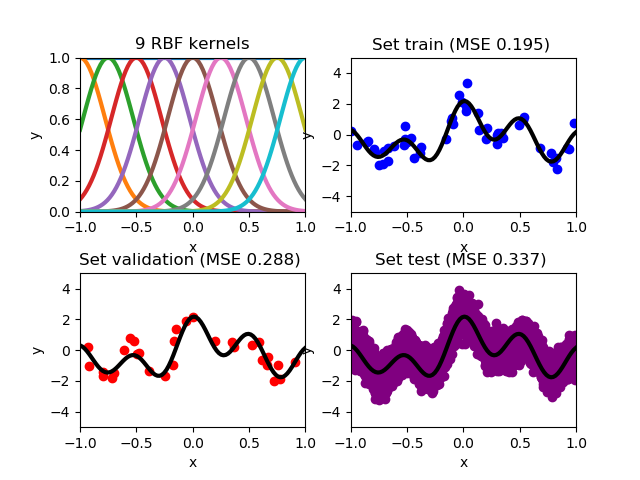 9 RBF kernels
1.0
0.8
0.6
0.4
0.2
0.0
y
−1.0 −0.5 0.0 0.5 1.0
x
Set train (MSE 0.195)
4
2
0
−2
−4
y
−1.0 −0.5 0.0 0.5 1.0
x
Set validation (MSE 0.288)
4
2
0
−2
−4
y
−1.0 −0.5 0.0 0.5 1.0
x
Set test (MSE 0.337)
4
2
0
−2
−4
y
−1.0 −0.5 0.0 0.5 1.0
x